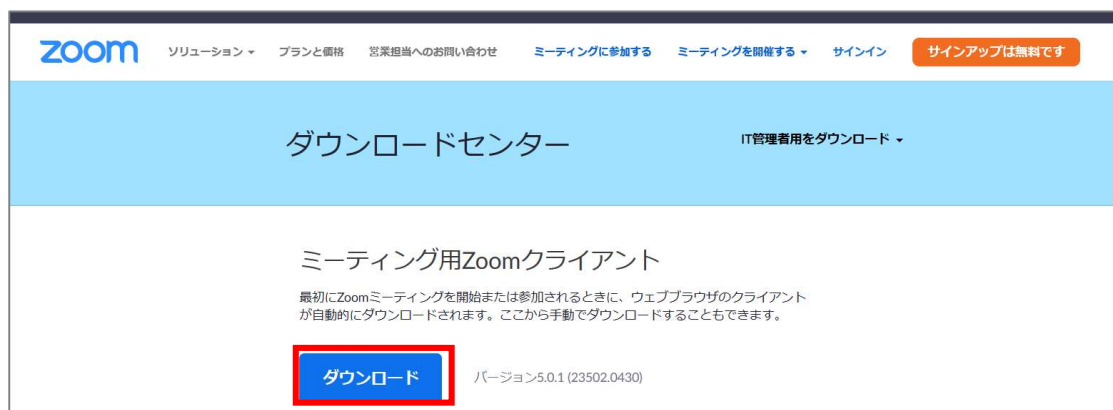 zoom ソリューション プランと価格 営業担当へのお問い合わせ ミーティングに参加する ミーティングを開催する サインイン サインアップは無料です
ダウンロードセンター IT管理者用をダウンロード
ミーティング用Zoomクライアント
最初にZoomミーティングを開始または参加されるときに、ウェブブラウザのクライアント
が自動的にダウンロードされます。ここから手動でダウンロードすることもできます。
ダウンロード バージョン5.0.1 (23502.0430)